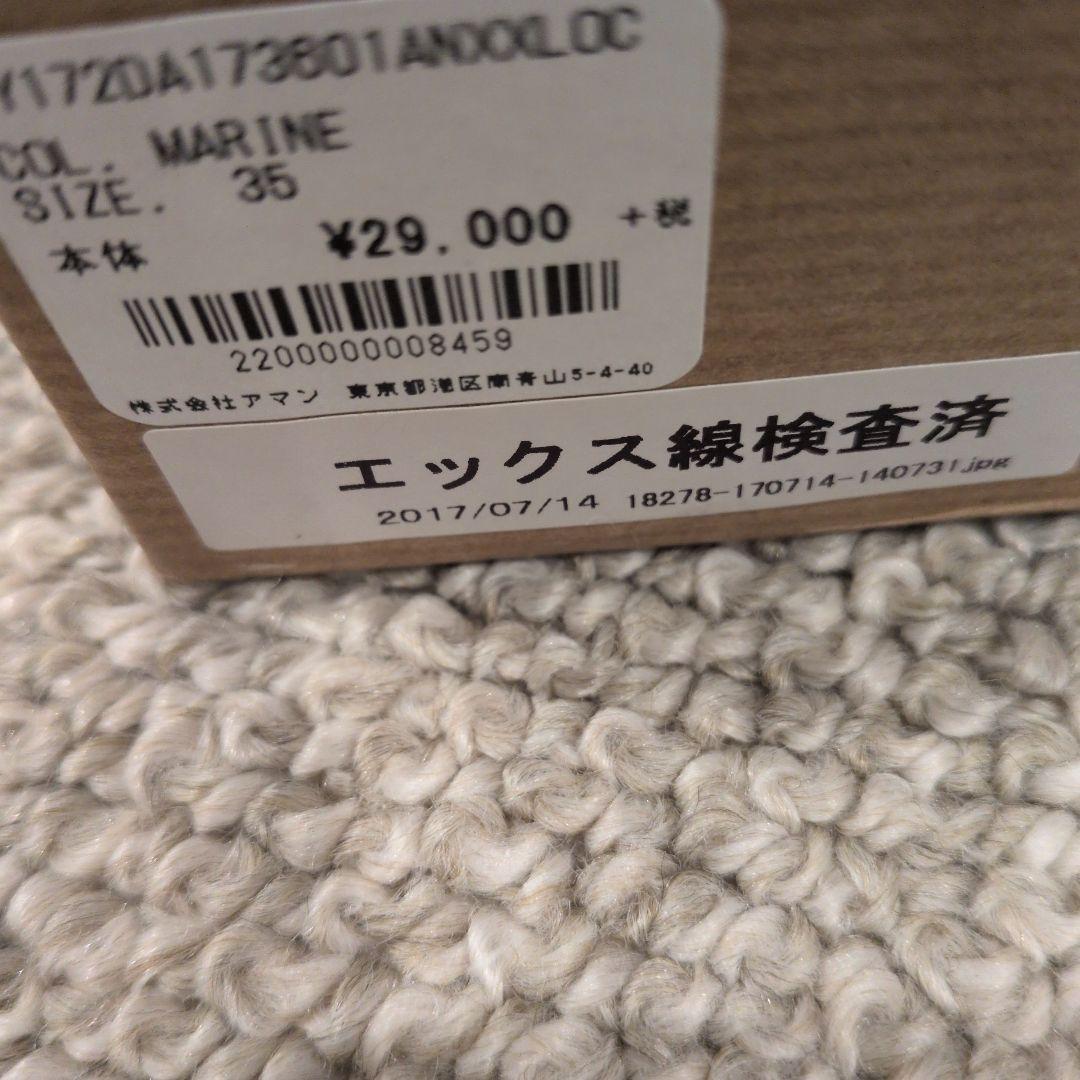 Y172DA173601ANXXLOC
COL. MARINE
SIZE. 35
本体 ¥29.000 +税
2200000008459
株式会社アマン 東京都港区南青山5-4-40
エックス線検査済
2017/07/14 18278-170714-140731.jpg